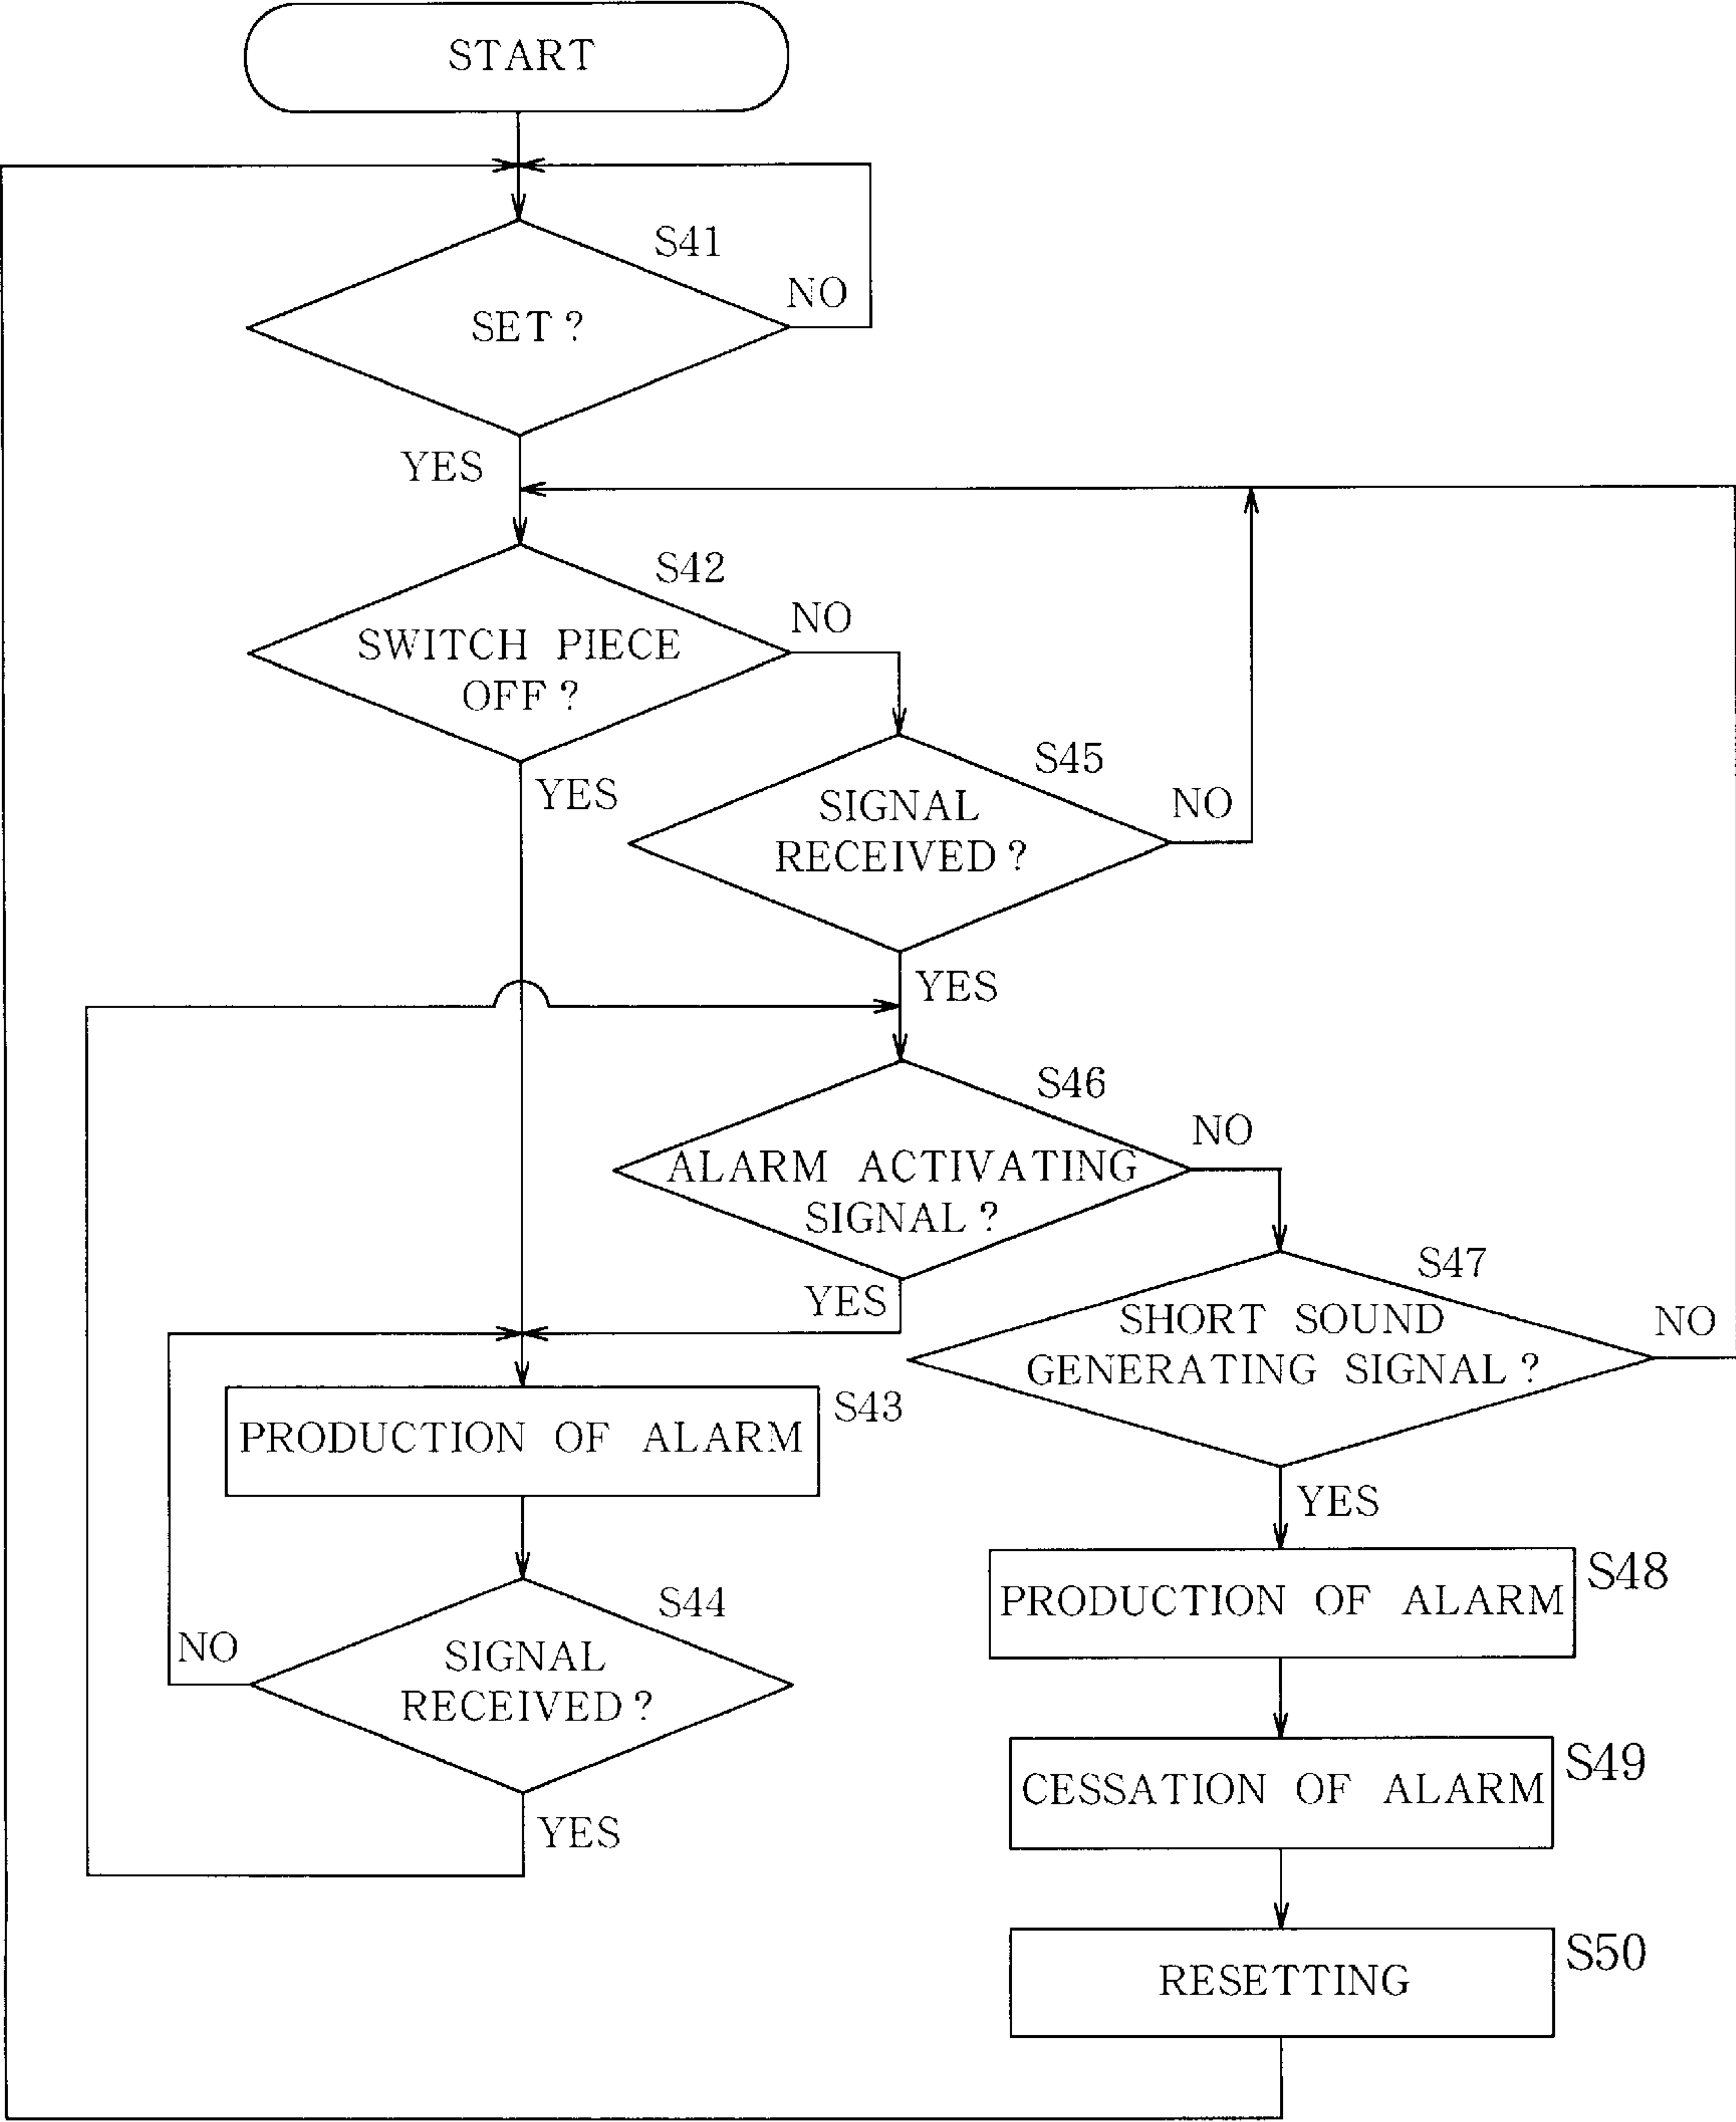 START
S41
NO
SET?
YES
S42
NO
SWITCH PIECE
OFF?
YES
S45
NO
SIGNAL
RECEIVED?
YES
S46
NO
ALARM ACTIVATING
SIGNAL?
YES
S47
NO
SHORT SOUND
GENERATING SIGNAL?
YES
S43
PRODUCTION OF ALARM
S44
NO
SIGNAL
RECEIVED?
YES
S48
PRODUCTION OF ALARM
S49
CESSATION OF ALARM
S50
RESETTING